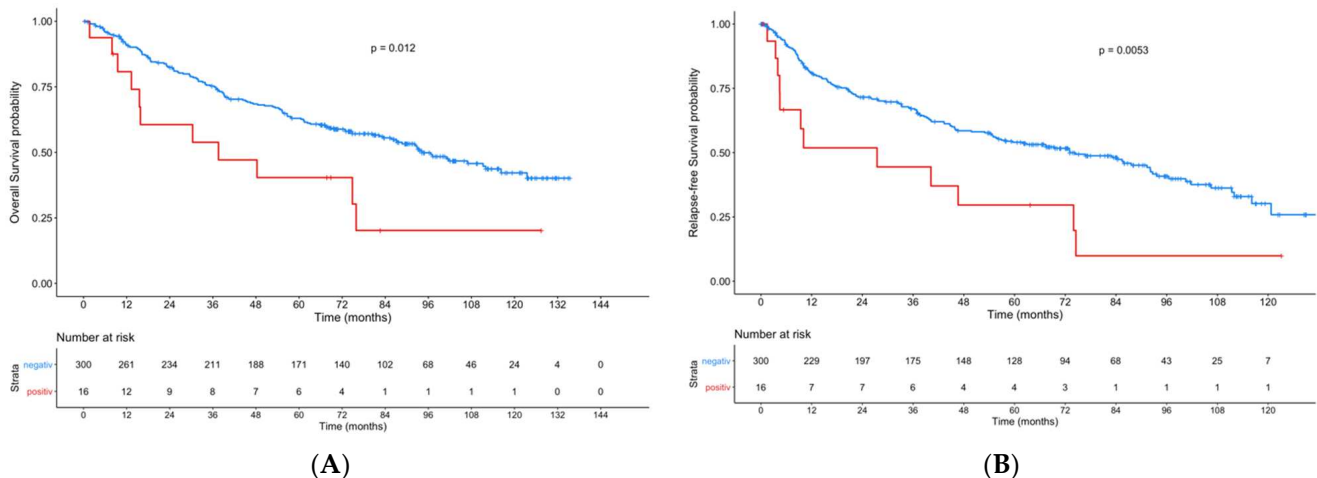 1.00
0.75
0.50
0.25
0.00
Overall Survival probability
p = 0.012
0 12 24 36 48 60 72 84 96 108 120 132 144
Time (months)
Number at risk
Strata
negativ 300 261 234 211 188 171 140 102 68 46 24 4 0
positiv 16 12 9 8 7 6 4 1 1 1 1 0 0
0 12 24 36 48 60 72 84 96 108 120 132 144
Time (months)
(A)
1.00
0.75
0.50
0.25
0.00
Relapse-free Survival probability
p = 0.0053
0 12 24 36 48 60 72 84 96 108 120
Time (months)
Number at risk
Strata
negativ 300 229 197 175 148 128 94 68 43 25 7
positiv 16 7 7 6 4 4 3 1 1 1 1
0 12 24 36 48 60 72 84 96 108 120
Time (months)
(B)